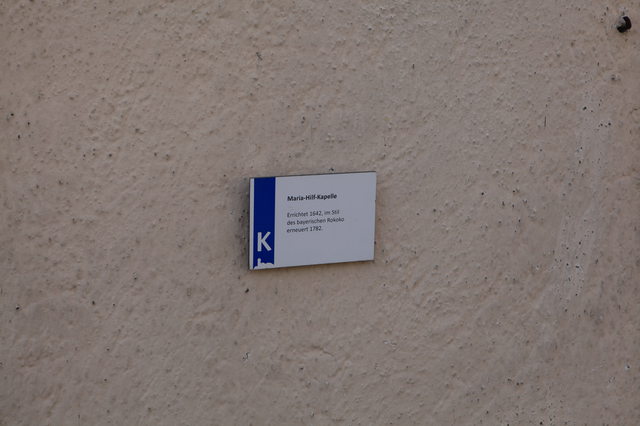 Maria-Hilf-Kapelle
Errichtet 1642, im Stil
des bayerischen Rokoko
erneuert 1782.
K